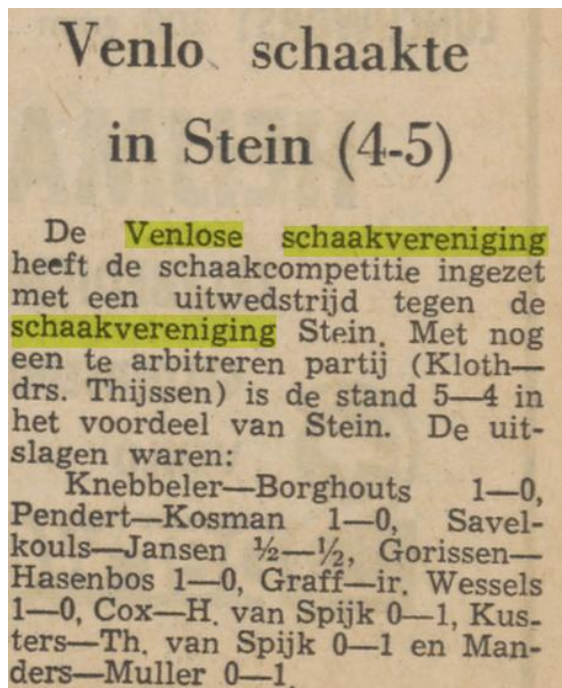 Venlo schaakte
in Stein (4-5)
De Venlose schaakvereniging
heeft de schaakcompetitie ingezet
met een uitwedstrijd tegen de
schaakvereniging Stein. Met nog
een te arbitreren partij (Kloth—
drs. Thijssen) is de stand 5—4 in
het voordeel van Stein. De uit-
slagen waren:
Knebbeler—Borghouts 1—0,
Pendert—Kosman 1—0, Savel-
kouls—Jansen ½—½, Gorissen—
Hasenbos 1—0, Graff—ir. Wessels
1—0, Cox—H. van Spijk 0—1, Kus-
ters—Th. van Spijk 0—1 en Man-
ders—Muller 0—1.